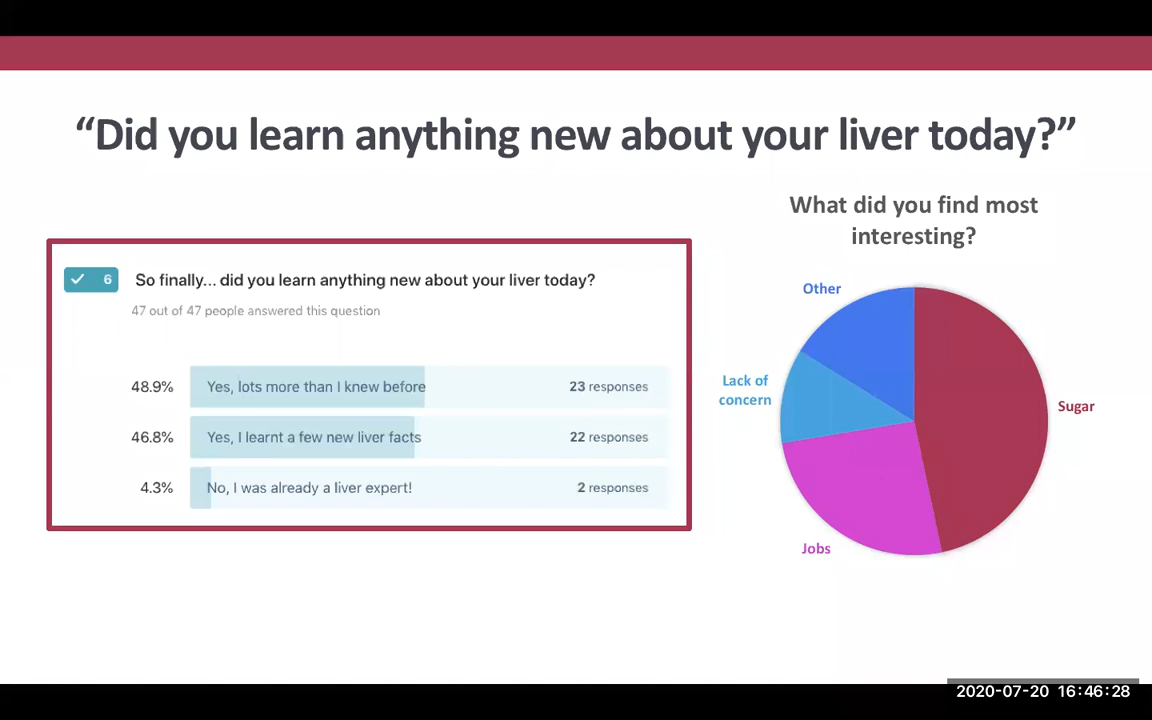 “Did you learn anything new about your liver today?”
What did you find most
interesting?
6 So finally... did you learn anything new about your liver today?
47 out of 47 people answered this question
48.9% Yes, lots more than I knew before 23 responses
46.8% Yes, I learnt a few new liver facts 22 responses
4.3% No, I was already a liver expert! 2 responses
Other
Lack of
concern
Sugar
Jobs
2020-07-20 16:46:28